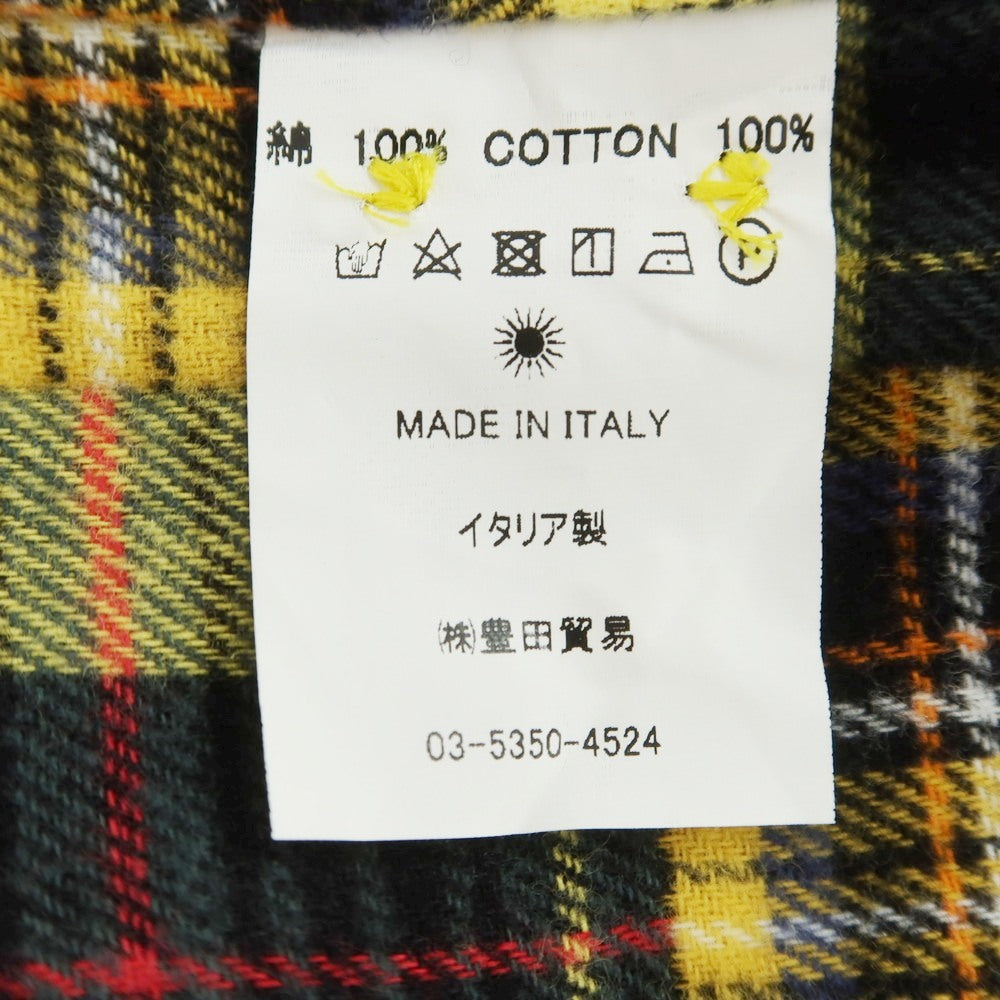 綿 100% COTTON 100%
MADE IN ITALY
イタリア製
㈱豊田貿易
03-5350-4524